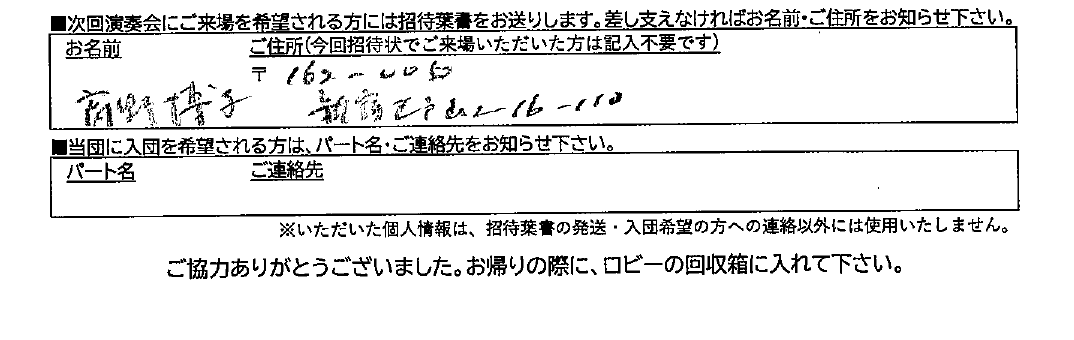 ■次回演奏会にご来場を希望される方には招待葉書をお送りします。差し支えなければお名前・ご住所をお知らせ下さい。
お名前 ご住所(今回招待状でご来場いただいた方は記入不要です)
〒 162-0050
野博子 新宿区戸山2-16-110
■当団に入団を希望される方は、パート名・ご連絡先をお知らせ下さい。
パート名 ご連絡先
※いただいた個人情報は、招待葉書の発送・入団希望の方への連絡以外には使用いたしません。
ご協力ありがとうございました。お帰りの際に、ロビーの回収箱に入れて下さい。